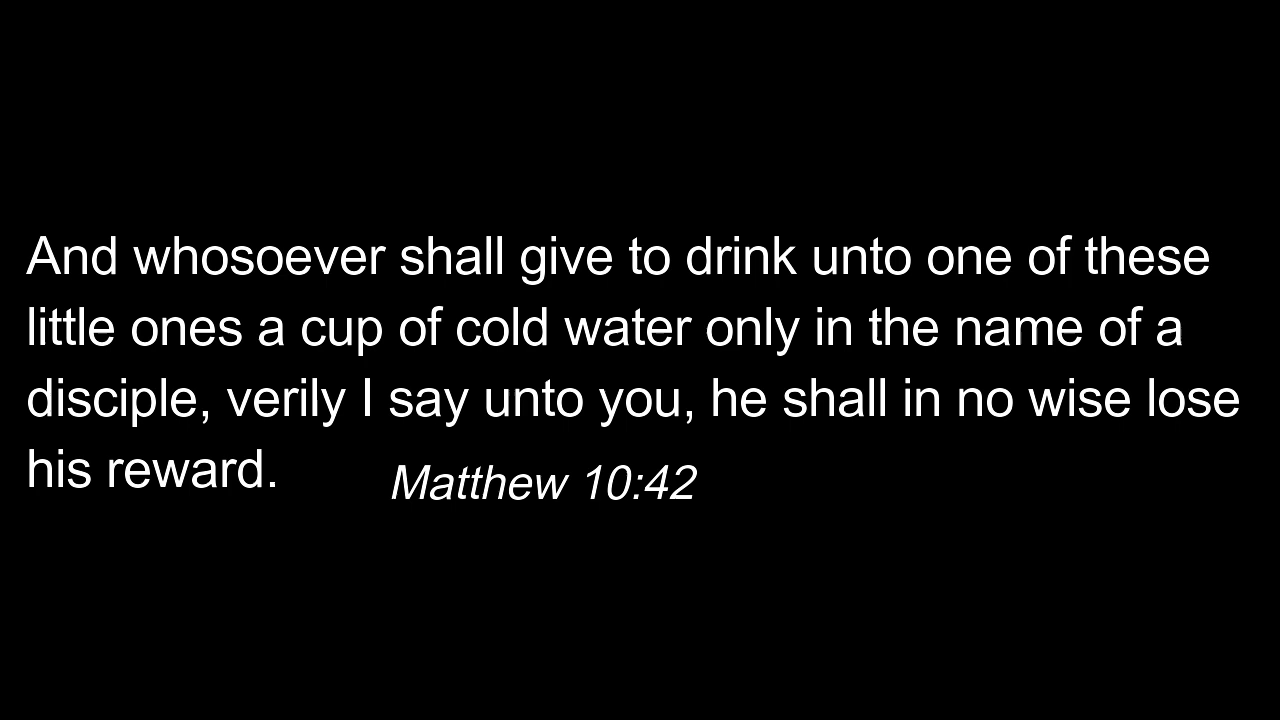 And whosoever shall give to drink unto one of these
little ones a cup of cold water only in the name of a
disciple, verily I say unto you, he shall in no wise lose
his reward.
Matthew 10:42